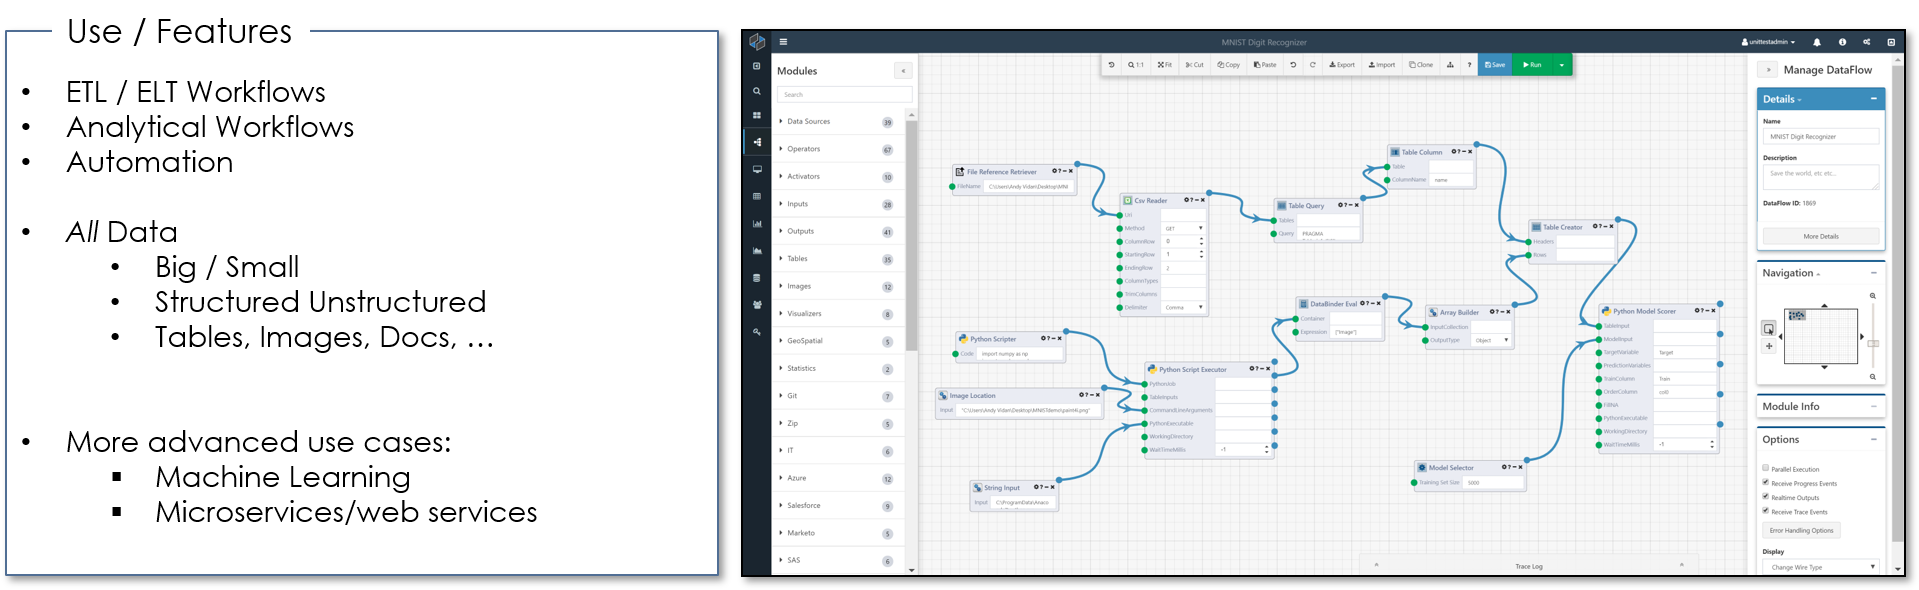 Use / Features
• ETL / ELT Workflows
• Analytical Workflows
• Automation
• All Data
• Big / Small
• Structured Unstructured
• Tables, Images, Docs, …
• More advanced use cases:
▪ Machine Learning
▪ Microservices/web services
MNIST Digit Recognizer
unittestadmin
Modules
Search
Data Sources 39
Operators 67
Activators 10
Inputs 28
Outputs 41
Tables 35
Images 12
Visualizers 8
GeoSpatial 5
Statistics 2
Git 7
Zip 5
IT 6
Azure 12
Salesforce 9
Marketo 5
SAS 6
1:1 Fit Cut Copy Paste Export Import Clone ? Save Run
File Reference Retriever
FileName C:\Users\Andy Vidan\Desktop\MNI
Csv Reader
Url
Method GET
ColumnRow 0
StartingRow 1
EndingRow 2
ColumnTypes
TrimColumns
Delimiter Comma
Table Query
Tables
Query PRAGMA
Table Column
Table
ColumnName name
Table Creator
Headers
Rows
Python Scripter
Code import numpy as np
Image Location
Input "C:\Users\Andy Vidan\Desktop\MNISTdemo\paint4.png"
String Input
Input C:\ProgramData\Anaco
Python Script Executor
PythonJob
TableInputs
CommandLineArguments
PythonExecutable
WorkingDirectory
WaitTimeMillis -1
DataBinder Eval
Container
Expression ["Image"]
Array Builder
InputCollection
OutputType Object
Python Model Scorer
TableInput
ModelInput
TargetVariable Target
PredictionVariables
TrainColumn Train
OrderColumn col0
FillNA
PythonExecutable
WorkingDirectory
WaitTimeMillis -1
Model Selector
Training Set Size 5000
Trace Log
Manage DataFlow
Details
Name
MNIST Digit Recognizer
Description
Save the world, etc etc..
DataFlow ID: 1869
More Details
Navigation
Module Info
Options
Parallel Execution
Receive Progress Events
Realtime Outputs
Receive Trace Events
Error Handling Options
Display
Change Wire Type